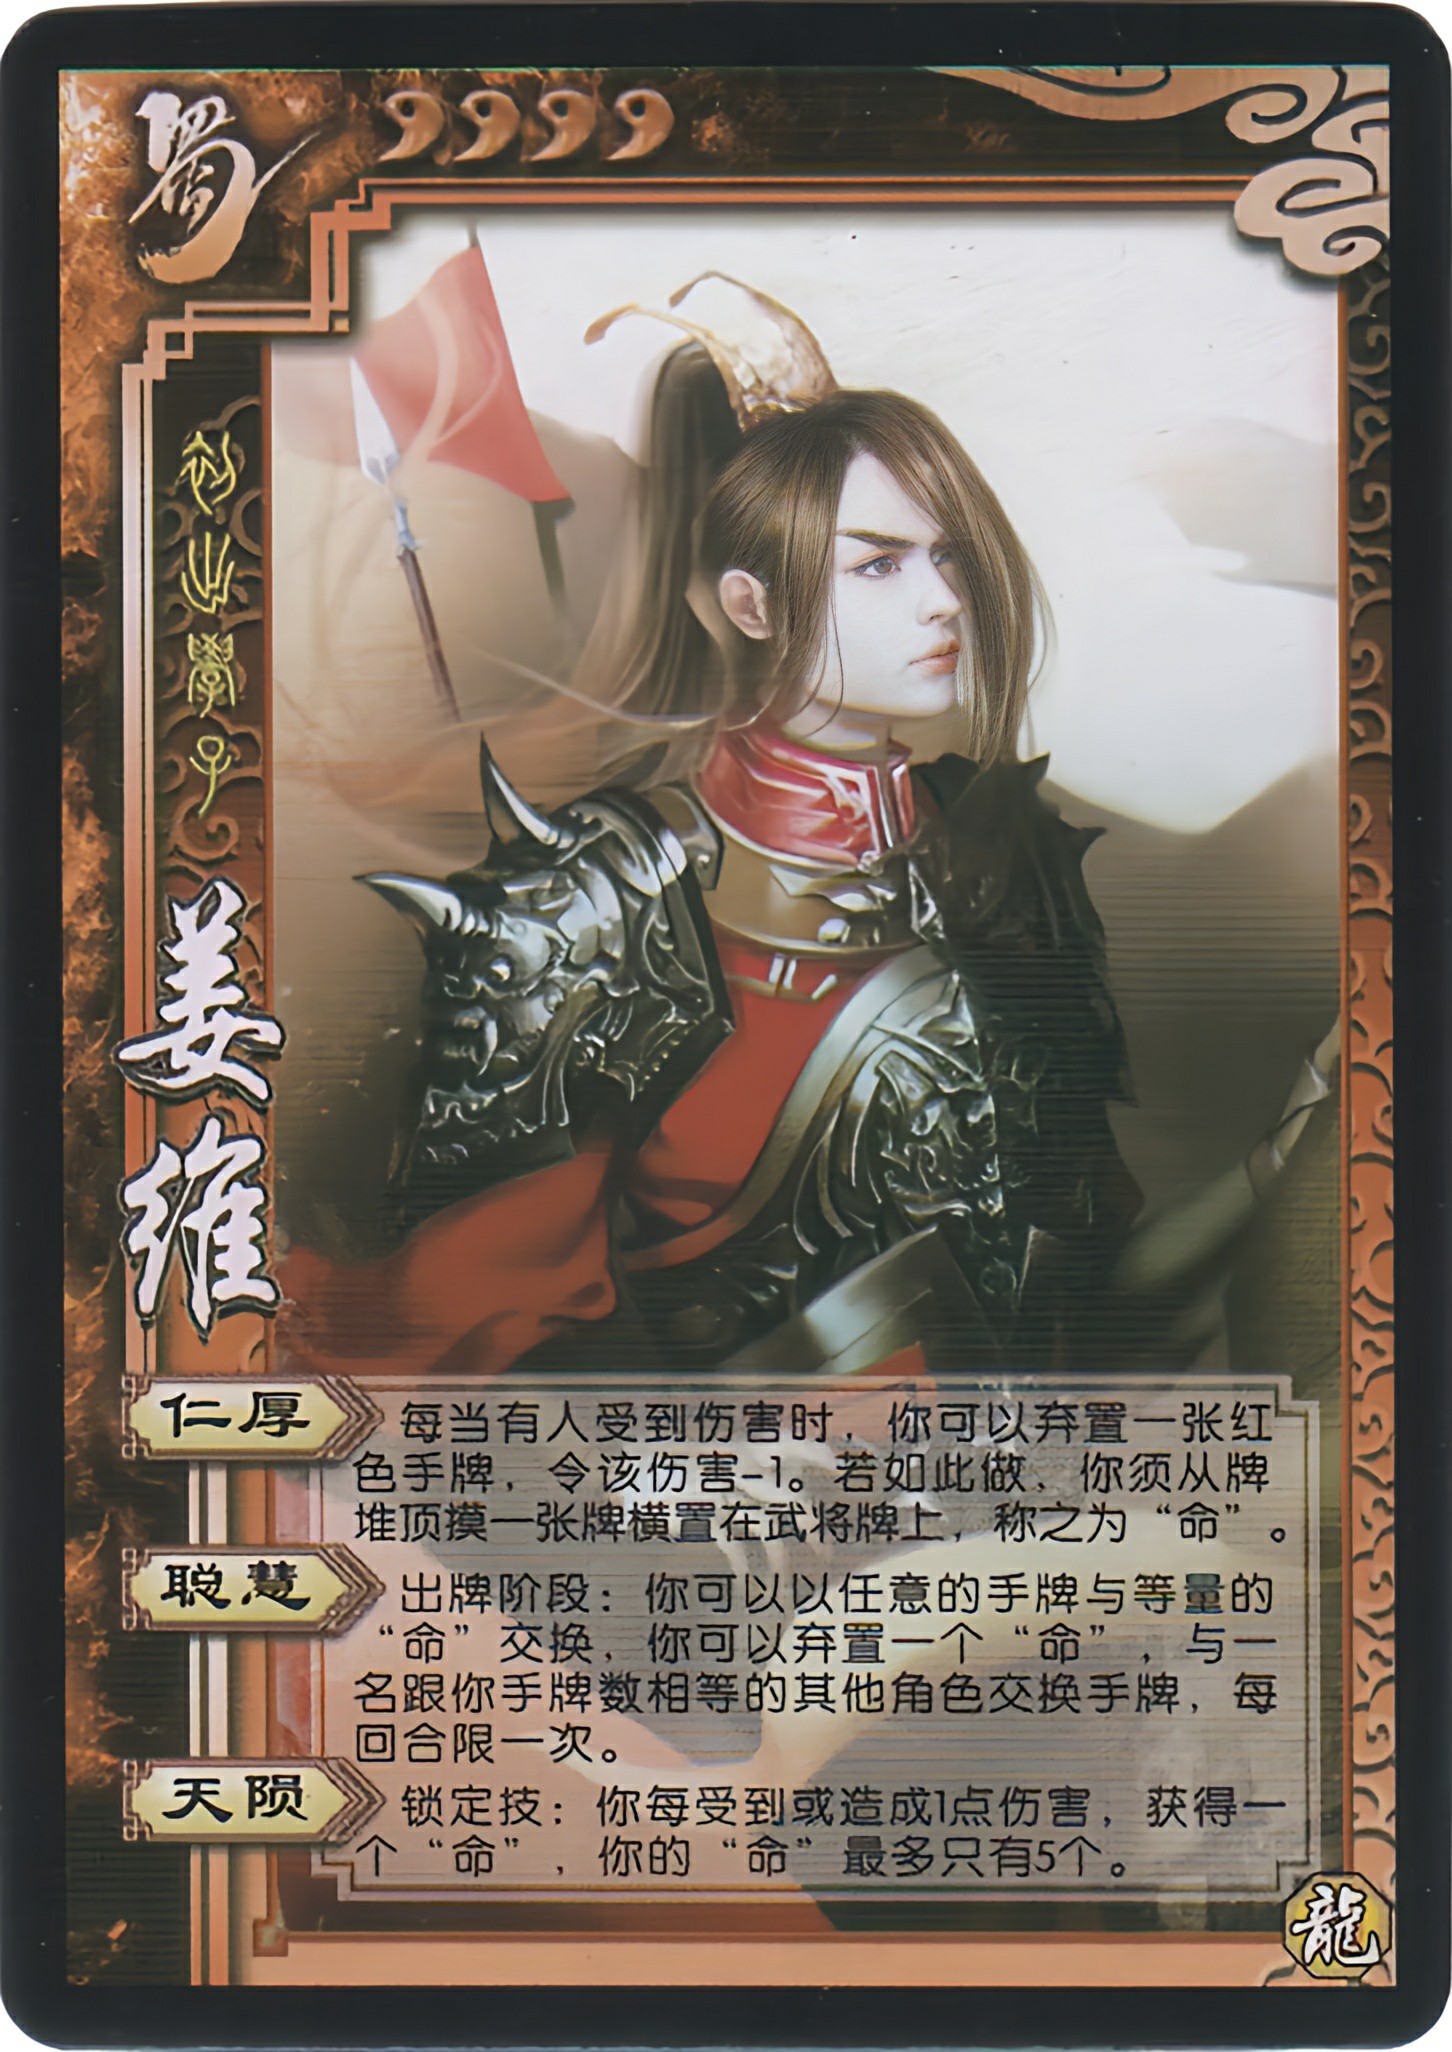 蜀
姜维
仁厚
每当有人受到伤害时，你可以弃置一张红
色手牌，令该伤害-1。若如此做，你须从牌
堆顶摸一张牌横置在武将牌上，称之为“命”。
聪慧
出牌阶段：你可以以任意的手牌与等量的
“命”交换，你可以弃置一个“命”，与一
名跟你手牌数相等的其他角色交换手牌，每
回合限一次。
天陨
锁定技：你每受到或造成1点伤害，获得一
个“命”，你的“命”最多只有5个。
龍